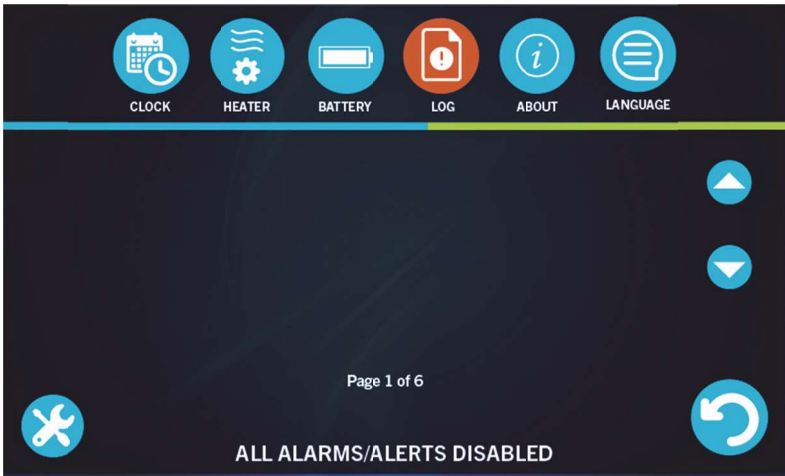 CLOCK HEATER BATTERY LOG ABOUT LANGUAGE
Page 1 of 6
ALL ALARMS/ALERTS DISABLED